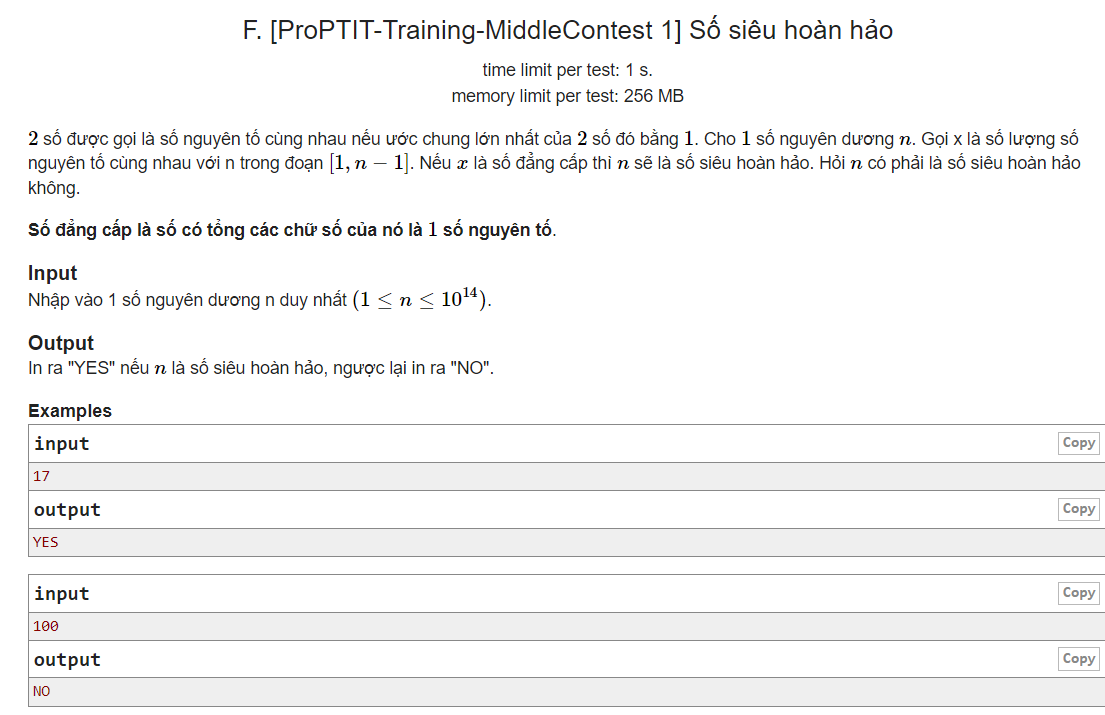 F. [ProPTIT-Training-MiddleContest 1] Số siêu hoàn hảo
time limit per test: 1 s.
memory limit per test: 256 MB
2 số được gọi là số nguyên tố cùng nhau nếu ước chung lớn nhất của 2 số đó bằng 1. Cho 1 số nguyên dương n. Gọi x là số lượng số
nguyên tố cùng nhau với n trong đoạn [1, n − 1]. Nếu x là số đẳng cấp thì n sẽ là số siêu hoàn hảo. Hỏi n có phải là số siêu hoàn hảo
không.
Số đẳng cấp là số có tổng các chữ số của nó là 1 số nguyên tố.
Input
Nhập vào 1 số nguyên dương n duy nhất (1 ≤ n ≤ 10^14).
Output
In ra "YES" nếu n là số siêu hoàn hảo, ngược lại in ra "NO".
Examples
input Copy
17
output Copy
YES
input Copy
100
output Copy
NO